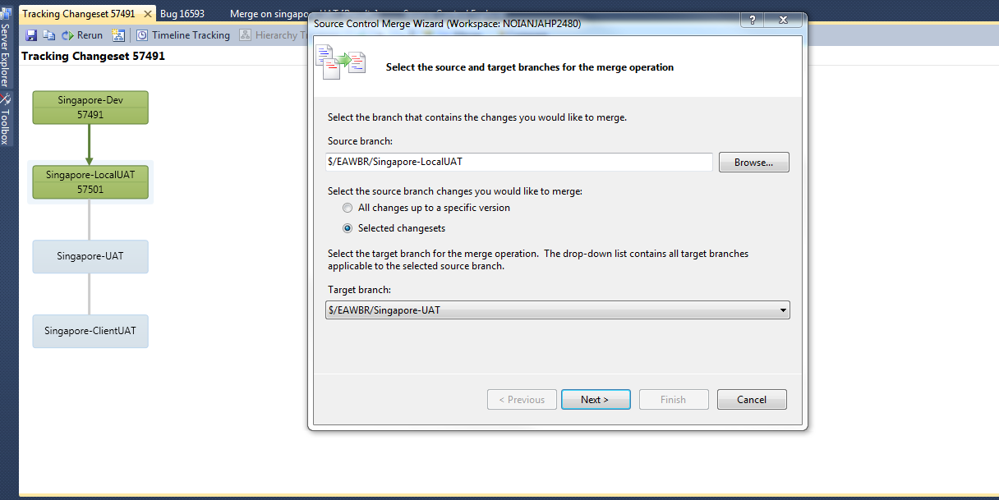 Tracking Changeset 57491
Bug 16593
Merge on singapo
Source Control Merge Wizard (Workspace: NOIANJAHP2480)
Server Explorer
Toolbox
Rerun
Timeline Tracking
Hierarchy Tr
Tracking Changeset 57491
Singapore-Dev
57491
Singapore-LocalUAT
57501
Singapore-UAT
Singapore-ClientUAT
Select the source and target branches for the merge operation
Select the branch that contains the changes you would like to merge.
Source branch:
$/EAWBR/Singapore-LocalUAT
Browse...
Select the source branch changes you would like to merge:
All changes up to a specific version
Selected changesets
Select the target branch for the merge operation.  The drop-down list contains all target branches
applicable to the selected source branch.
Target branch:
$/EAWBR/Singapore-UAT
< Previous
Next >
Finish
Cancel